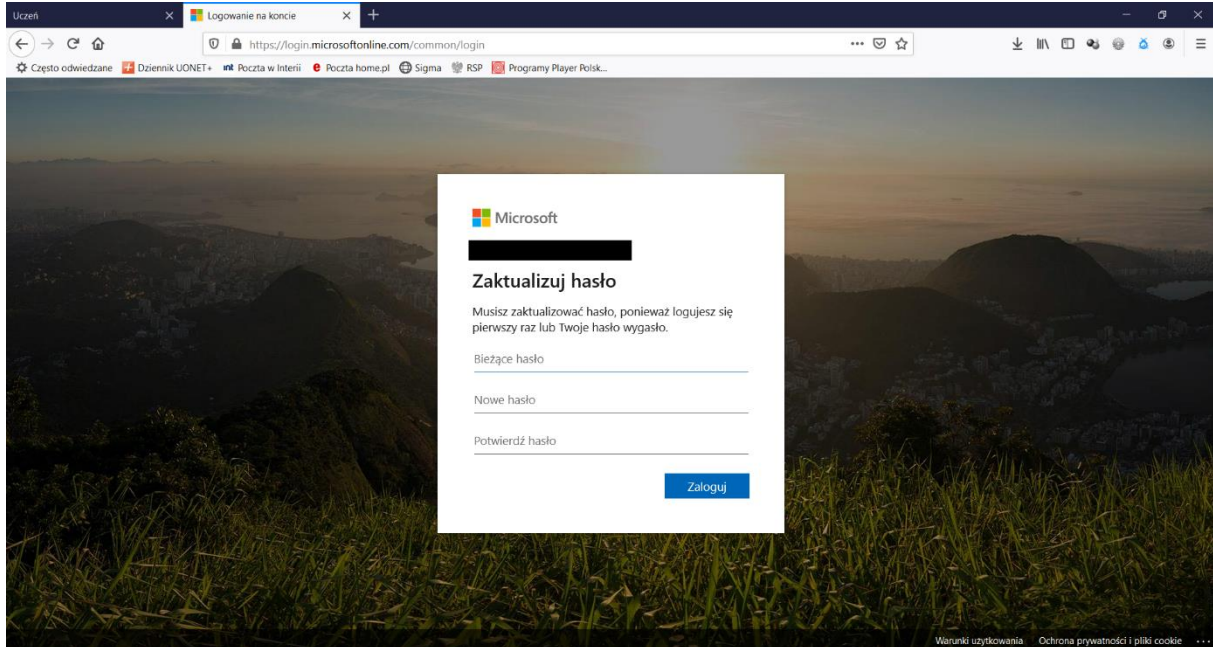 Uczeń
Logowanie na koncie
https://login.microsoftonline.com/common/login
Często odwiedzane Dziennik UONET+ int Poczta w Interii e Poczta home.pl Sigma RSP Programy Player Polsk...
Microsoft
Zaktualizuj hasło
Musisz zaktualizować hasło, ponieważ logujesz się
pierwszy raz lub Twoje hasło wygasło.
Bieżące hasło
Nowe hasło
Potwierdź hasło
Zaloguj
Warunki użytkowania Ochrona prywatności i pliki cookie ...